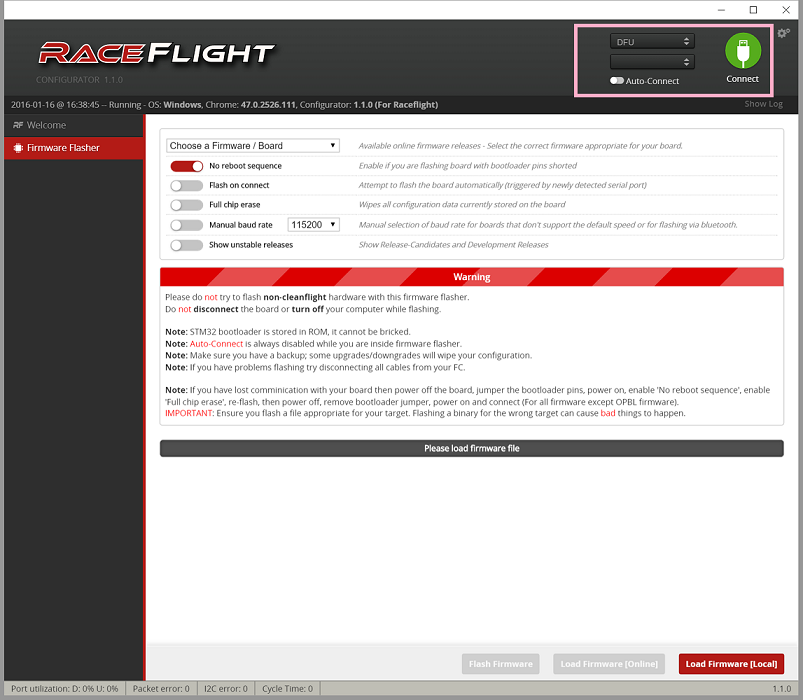 RACEFLIGHT
CONFIGURATOR 1.1.0
DFU
Auto-Connect
Connect
2016-01-16 @ 16:38:45 -- Running - OS: Windows, Chrome: 47.0.2526.111, Configurator: 1.1.0 (For Raceflight)
Show Log
RF Welcome
Firmware Flasher
Choose a Firmware / Board
Available online firmware releases - Select the correct firmware appropriate for your board.
No reboot sequence
Enable if you are flashing board with bootloader pins shorted
Flash on connect
Attempt to flash the board automatically (triggered by newly detected serial port)
Full chip erase
Wipes all configuration data currently stored on the board
Manual baud rate
115200
Manual selection of baud rate for boards that don't support the default speed or for flashing via bluetooth.
Show unstable releases
Show Release-Candidates and Development Releases
Warning
Please do not try to flash non-cleanflight hardware with this firmware flasher.
Do not disconnect the board or turn off your computer while flashing.
Note: STM32 bootloader is stored in ROM, it cannot be bricked.
Note: Auto-Connect is always disabled while you are inside firmware flasher.
Note: Make sure you have a backup; some upgrades/downgrades will wipe your configuration.
Note: If you have problems flashing try disconnecting all cables from your FC.
Note: If you have lost comminication with your board then power off the board, jumper the bootloader pins, power on, enable 'No reboot sequence', enable
'Full chip erase', re-flash, then power off, remove bootloader jumper, power on and connect (For all firmware except OPBL firmware).
IMPORTANT: Ensure you flash a file appropriate for your target. Flashing a binary for the wrong target can cause bad things to happen.
Please load firmware file
Flash Firmware
Load Firmware [Online]
Load Firmware [Local]
Port utilization: D: 0% U: 0%
Packet error: 0
I2C error: 0
Cycle Time: 0
1.1.0